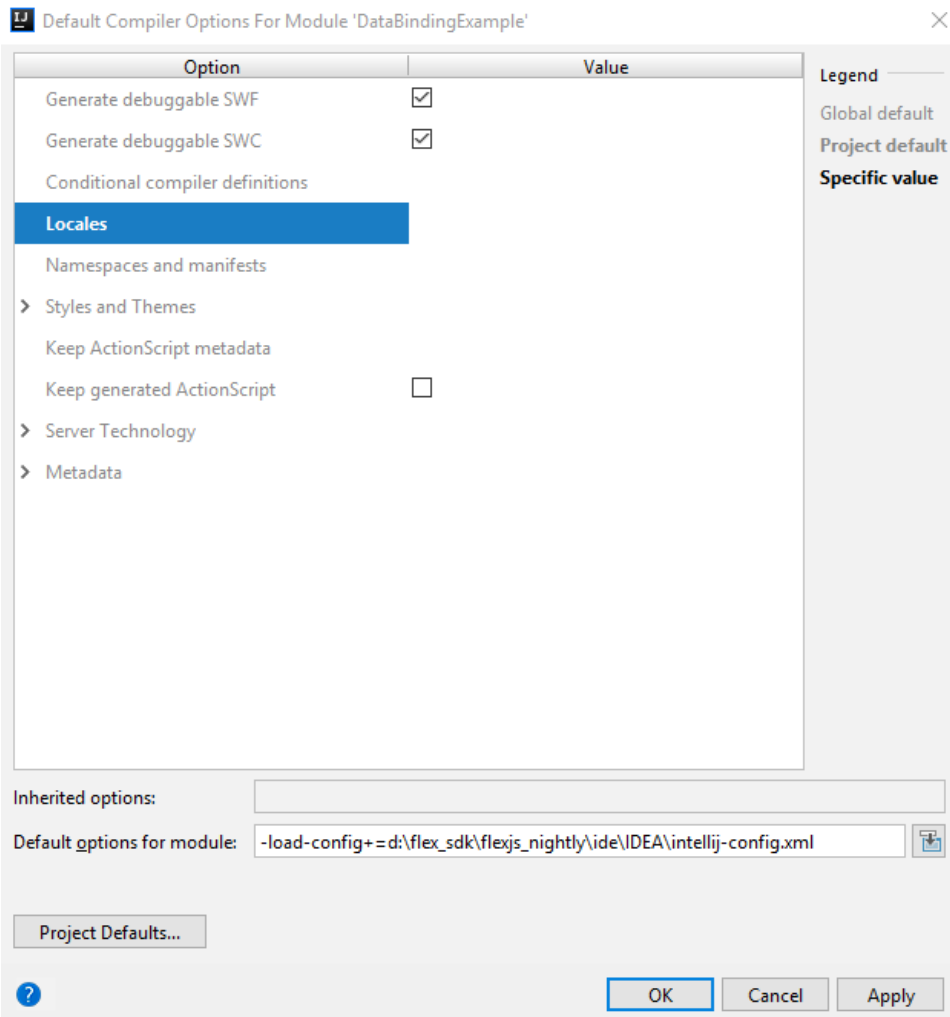 Default Compiler Options For Module 'DataBindingExample'
Option Value
Legend
Generate debuggable SWF
Global default
Generate debuggable SWC
Project default
Conditional compiler definitions
Specific value
Locales
Namespaces and manifests
Styles and Themes
Keep ActionScript metadata
Keep generated ActionScript
Server Technology
Metadata
Inherited options:
Default options for module: -load-config+=d:\flex_sdk\flexjs_nightly\ide\IDEA\intellij-config.xml
Project Defaults...
? OK Cancel Apply